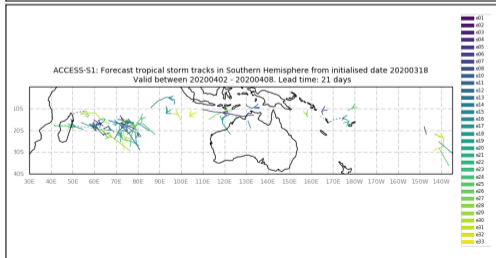 ACCESS-S1: Forecast tropical storm tracks in Southern Hemisphere from initialised date 20200318
Valid between 20200402 - 20200408. Lead time: 21 days
10S
20S
30S
40S
30E 40E 50E 60E 70E 80E 90E 100E 110E 120E 130E 140E 150E 160E 170E 180E 170W 160W 170W 160W 150W 140W
e01
e02
e03
e04
e05
e06
e07
e08
e09
e10
e11
e12
e13
e14
e15
e16
e17
e18
e19
e20
e21
e22
e23
e24
e25
e26
e27
e28
e29
e30
e31
e32
e33